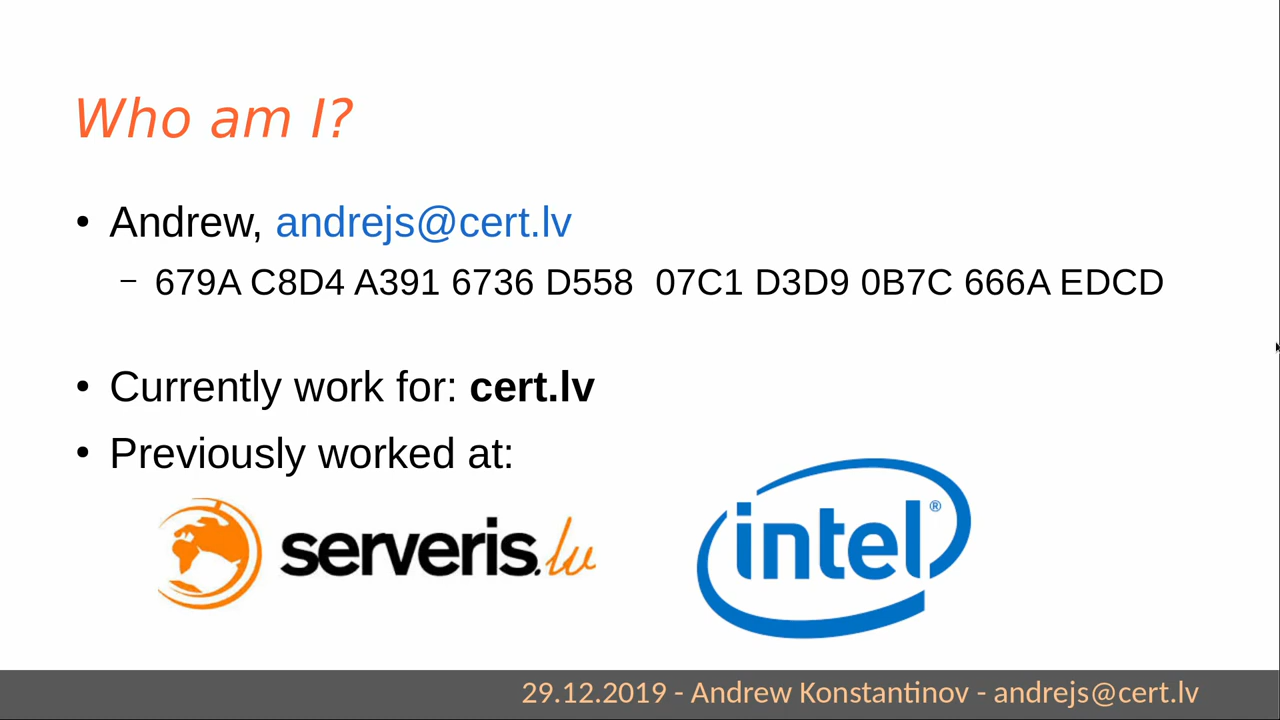 Who am I?
• Andrew, andrejs@cert.lv
– 679A C8D4 A391 6736 D558  07C1 D3D9 0B7C 666A EDCD
• Currently work for: cert.lv
• Previously worked at:
serveris.lv
intel®
29.12.2019 - Andrew Konstantinov - andrejs@cert.lv